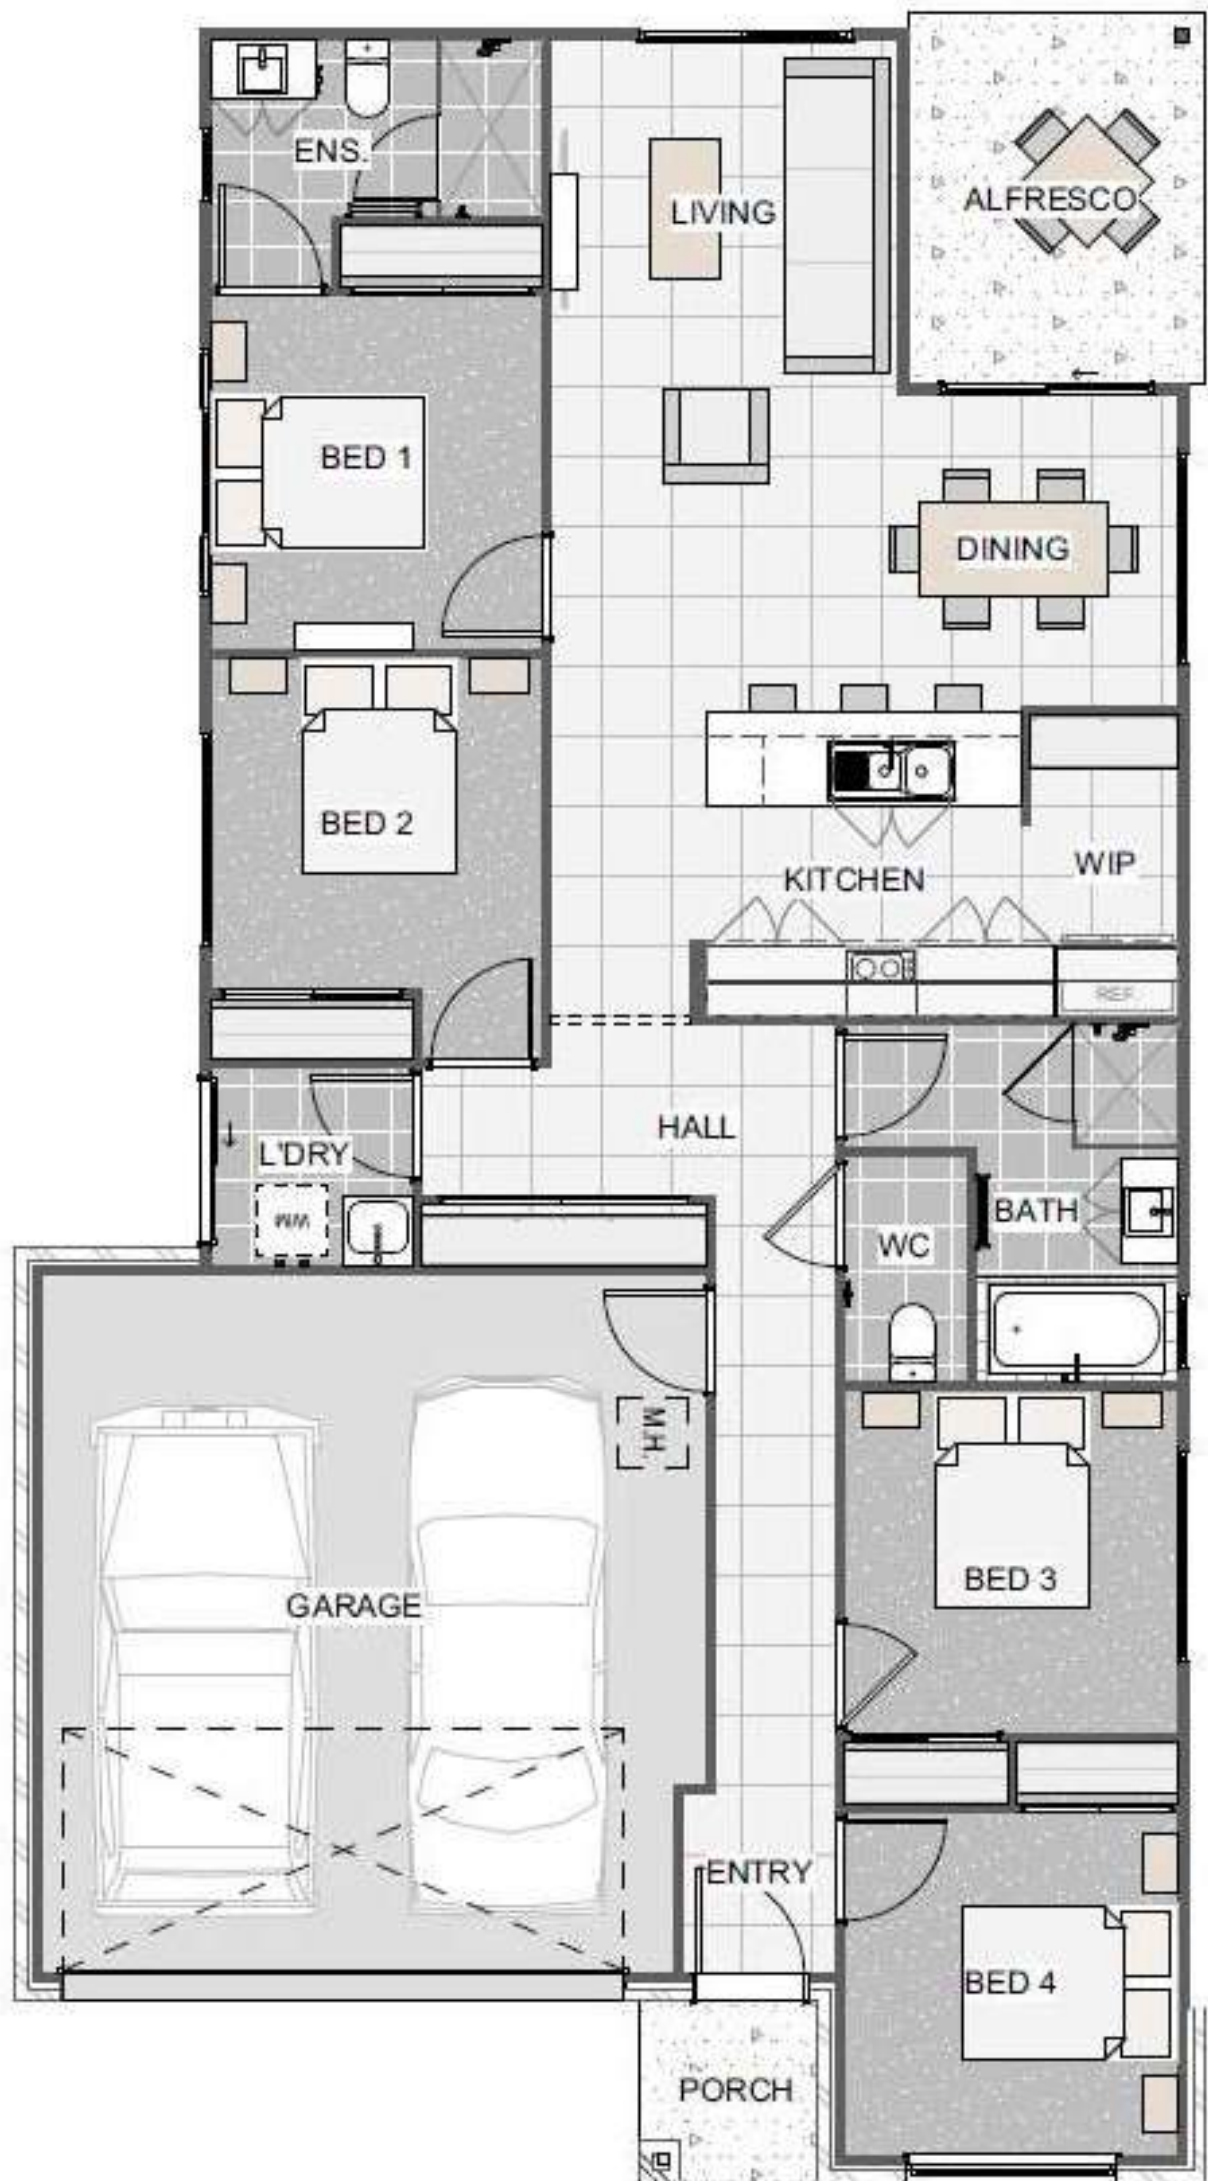 ENS.
LIVING
ALFRESCO
BED 1
DINING
BED 2
KITCHEN
WIP
REF.
HALL
L'DRY
WM
WC
BATH
M.H.
GARAGE
BED 3
ENTRY
BED 4
PORCH